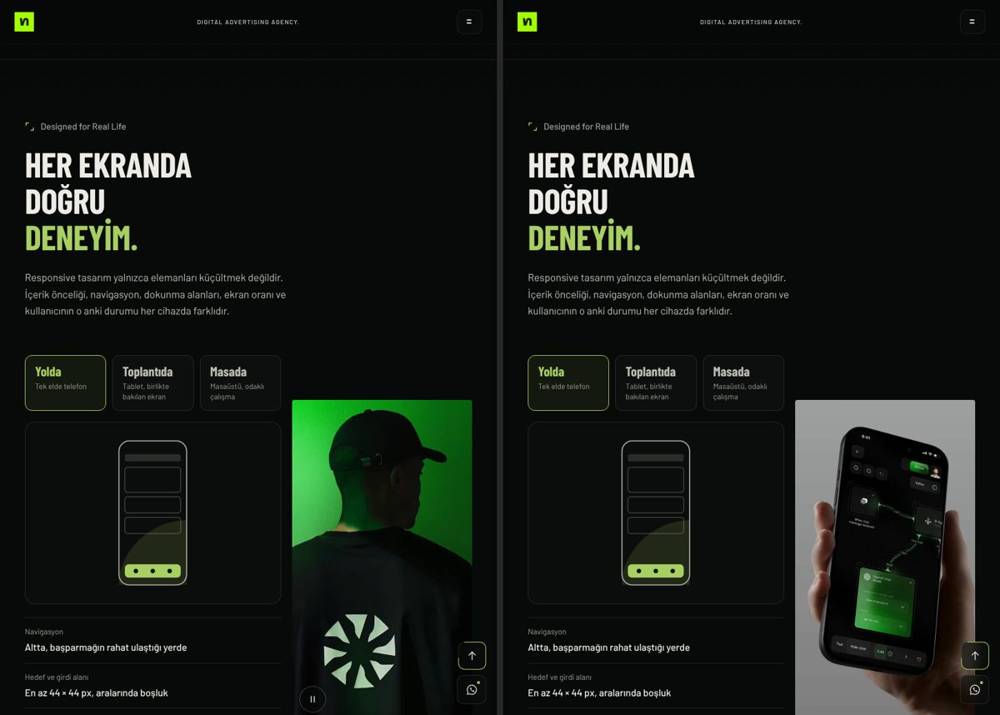 DIGITAL ADVERTISING AGENCY.
Designed for Real Life
HER EKRANDA
DOĞRU
DENEYİM.
Responsive tasarım yalnızca elemanları küçültmek değildir.
İçerik önceliği, navigasyon, dokunma alanları, ekran oranı ve
kullanıcının o anki durumu her cihazda farklıdır.
Yolda
Tek elde telefon
Toplantıda
Tablet, birlikte
bakılan ekran
Masada
Masaüstü, odaklı
çalışma
Navigasyon
Altta, başparmağın rahat ulaştığı yerde
Hedef ve girdi alanı
En az 44 × 44 px, aralarında boşluk
DIGITAL ADVERTISING AGENCY.
Designed for Real Life
HER EKRANDA
DOĞRU
DENEYİM.
Responsive tasarım yalnızca elemanları küçültmek değildir.
İçerik önceliği, navigasyon, dokunma alanları, ekran oranı ve
kullanıcının o anki durumu her cihazda farklıdır.
Yolda
Tek elde telefon
Toplantıda
Tablet, birlikte
bakılan ekran
Masada
Masaüstü, odaklı
çalışma
Navigasyon
Altta, başparmağın rahat ulaştığı yerde
Hedef ve girdi alanı
En az 44 × 44 px, aralarında boşluk